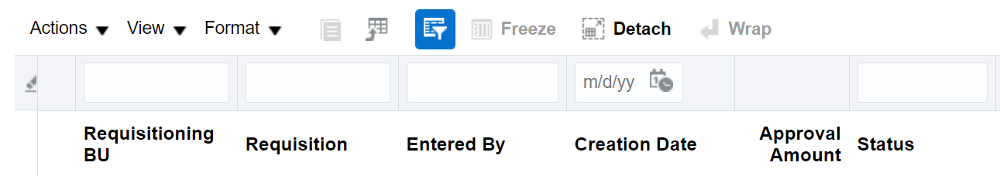 Actions View Format Freeze Detach Wrap
m/d/yy
Requisitioning BU Requisition Entered By Creation Date Approval Amount Status